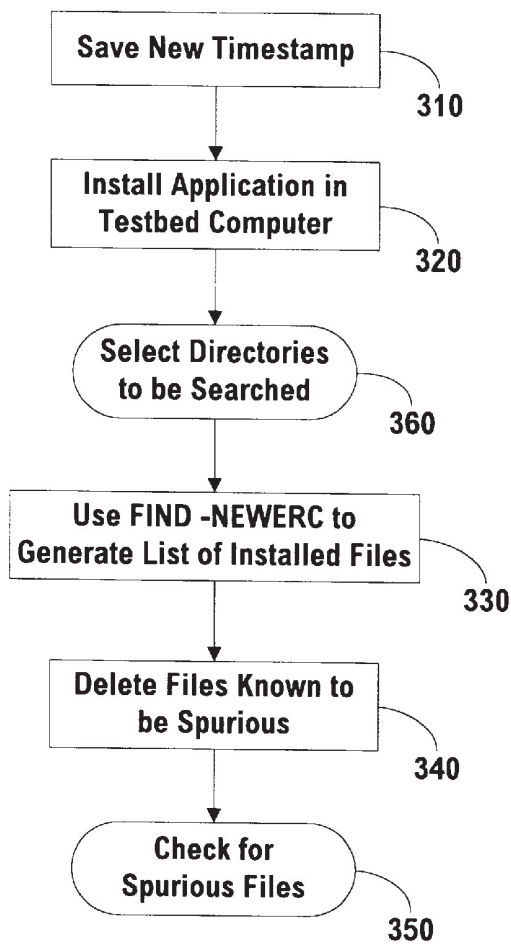 Save New Timestamp
310
Install Application in
Testbed Computer
320
Select Directories
to be Searched
360
Use FIND -NEWERC to
Generate List of Installed Files
330
Delete Files Known to
be Spurious
340
Check for
Spurious Files
350